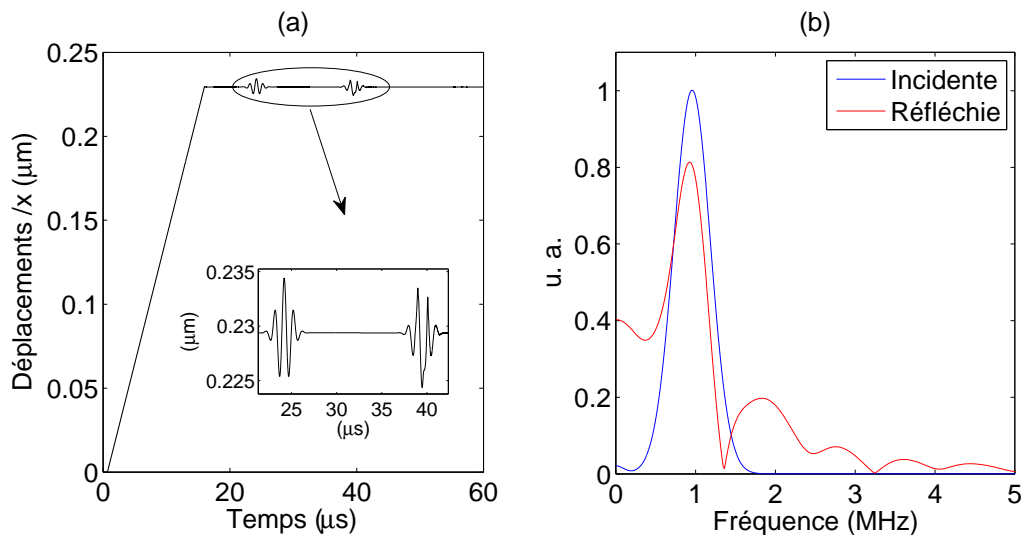 (a)
Déplacements /x (μm)
0.25
0.2
0.15
0.1
0.05
0
0 20 40 60
Temps (μs)
(μm)
0.235
0.23
0.225
25 30 35 40
(μs)
(b)
u. a.
1
0.8
0.6
0.4
0.2
0
0 1 2 3 4 5
Fréquence (MHz)
Incidente
Réfléchie